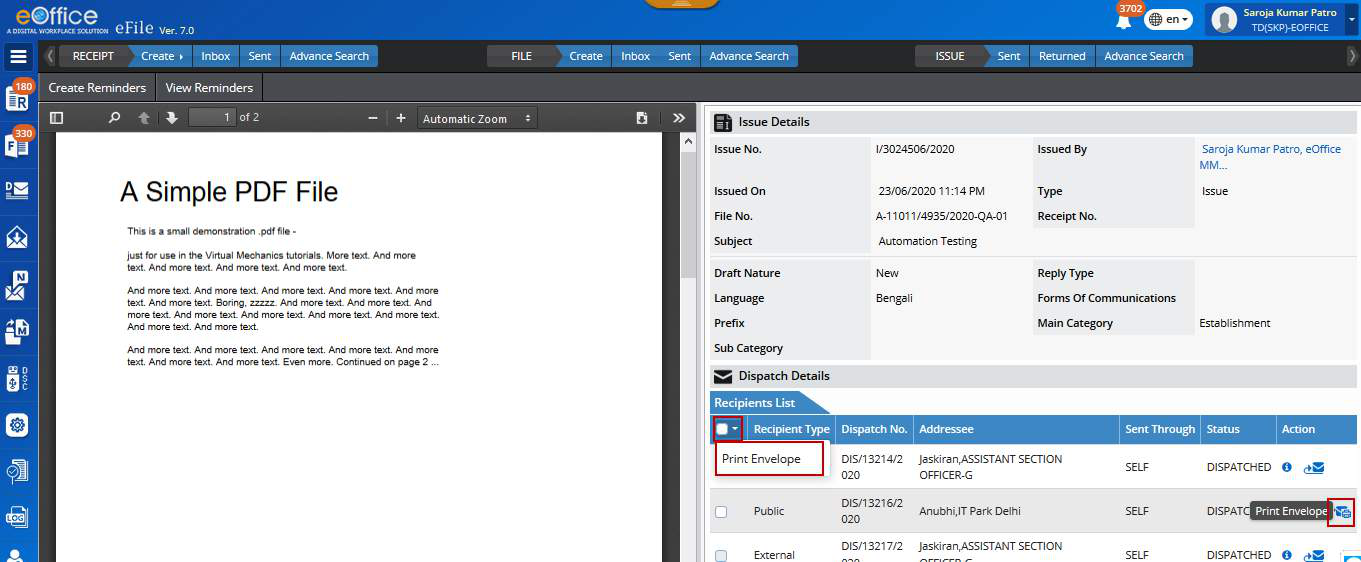 eOffice
A DIGITAL WORKPLACE SOLUTION
eFile Ver. 7.0
3702
en
Saroja Kumar Patro
TD(SKP)-EOFFICE
RECEIPT Create Inbox Sent Advance Search
FILE Create Inbox Sent Advance Search
ISSUE Sent Returned Advance Search
Create Reminders View Reminders
180
R
330
F
D
N
M
DSC
LOG
1 of 2
Automatic Zoom
A Simple PDF File
This is a small demonstration .pdf file -
just for use in the Virtual Mechanics tutorials. More text. And more
text. And more text. And more text. And more text.
And more text. And more text. And more text. And more text. And more
text. And more text. Boring, zzzzz. And more text. And more text. And
more text. And more text. And more text. And more text. And more text.
And more text. And more text.
And more text. And more text. And more text. And more text. And more
text. And more text. And more text. Even more. Continued on page 2 ...
Issue Details
Issue No. I/3024506/2020 Issued By Saroja Kumar Patro, eOffice
MM...
Issued On 23/06/2020 11:14 PM Type Issue
File No. A-11011/4935/2020-QA-01 Receipt No.
Subject Automation Testing
Draft Nature New Reply Type
Language Bengali Forms Of Communications
Prefix Main Category Establishment
Sub Category
Dispatch Details
Recipients List
Recipient Type Dispatch No. Addressee Sent Through Status Action
Print Envelope
DIS/13214/2
020
Jaskiran,ASSISTANT SECTION
OFFICER-G
SELF DISPATCHED
Public
DIS/13216/2
020
Anubhi,IT Park Delhi SELF DISPATC
Print Envelope
External
DIS/13217/2
020
Jaskiran,ASSISTANT SECTION
OFFICER-G
SELF DISPATCHED